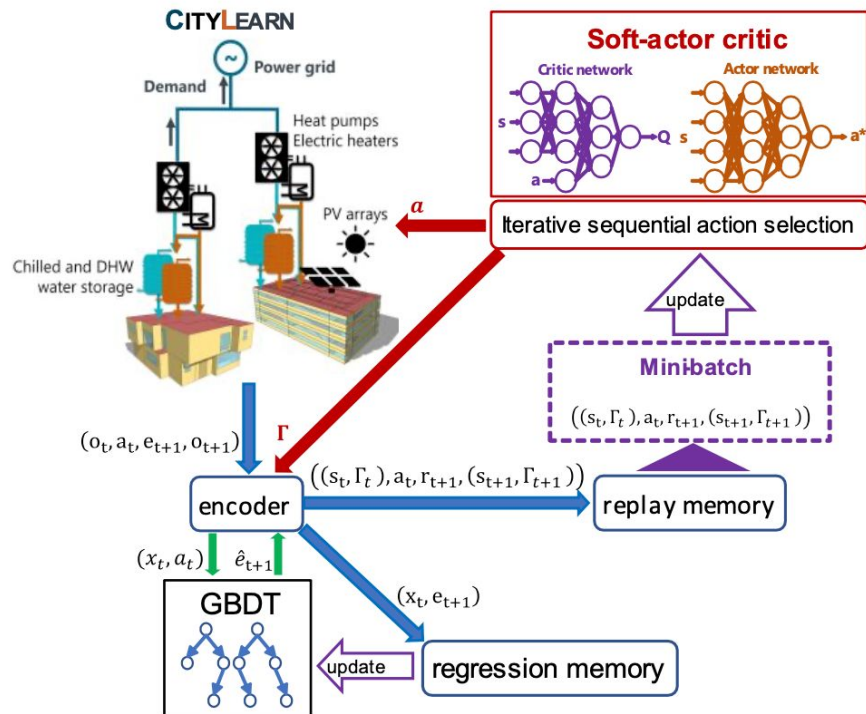 CITYLEARN
~
Power grid
Demand
Heat pumps
Electric heaters
M
M
PV arrays
Chilled and DHW
water storage
Soft-actor critic
Critic network
Actor network
s
a
Q
s
a*
Iterative sequential action selection
a
update
Mini-batch
((s_t, Γ_t), a_t, r_{t+1}, (s_{t+1}, Γ_{t+1}))
Γ
(o_t, a_t, e_{t+1}, o_{t+1})
((s_t, Γ_t), a_t, r_{t+1}, (s_{t+1}, Γ_{t+1}))
encoder
replay memory
(x_t, a_t)
ê_{t+1}
(x_t, e_{t+1})
GBDT
update
regression memory